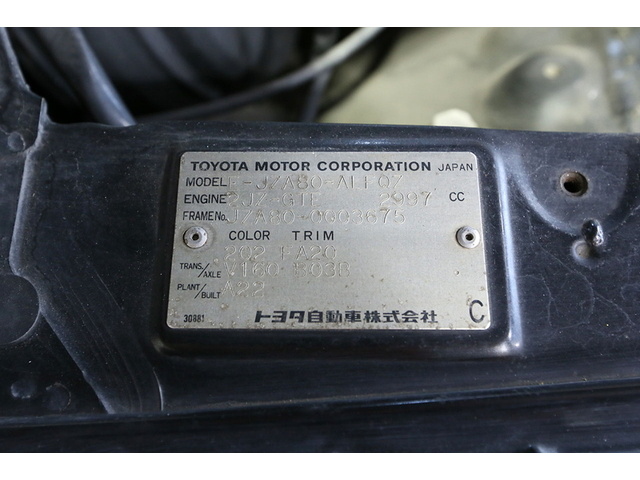 TOYOTA MOTOR CORPORATION JAPAN
MODEL E-JZA80-ALFQZ
ENGINE 2JZ-GTE 2997 CC
FRAME No. JZA80-0003675
COLOR TRIM
202 FA20
TRANS./AXLE V160 B03B
PLANT/BUILT A22
30881
トヨタ自動車株式会社
C